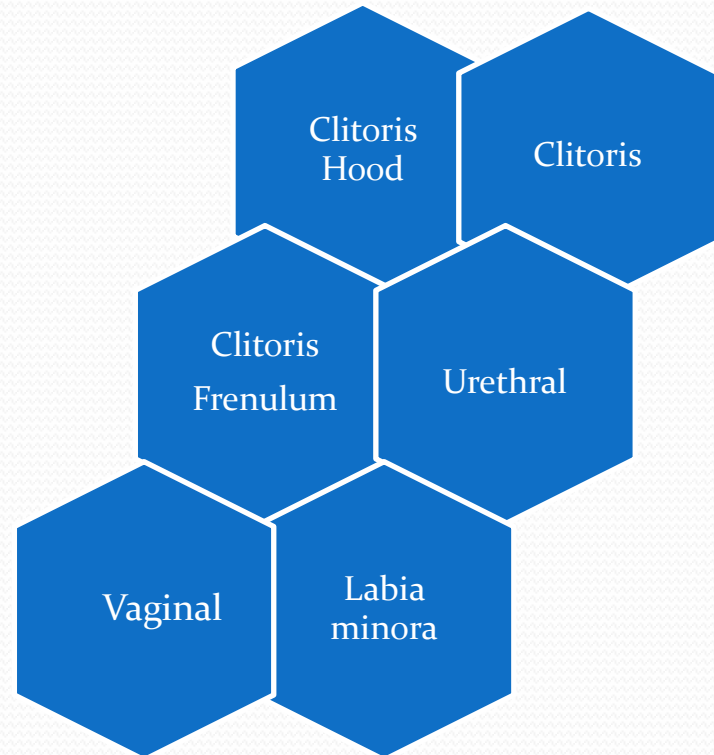 Clitoris
Hood
Clitoris
Clitoris
Frenulum
Urethral
Vaginal
Labia
minora